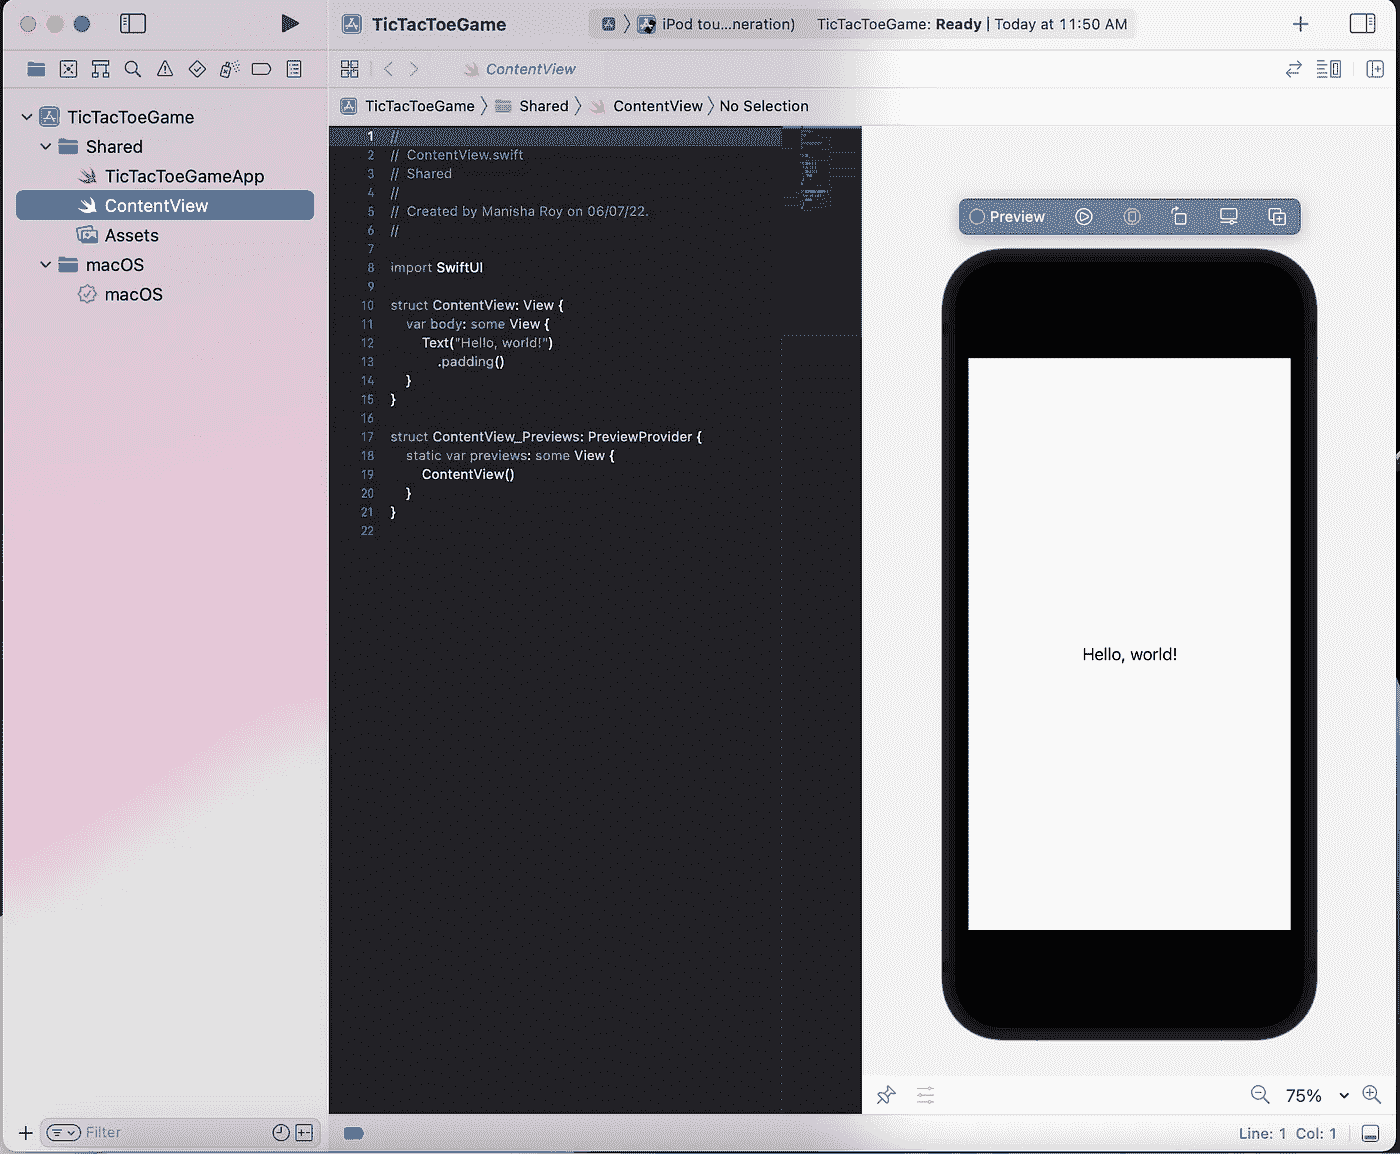 TicTacToeGame
iPod tou...neration)
TicTacToeGame: Ready | Today at 11:50 AM
ContentView
TicTacToeGame
Shared
ContentView
No Selection
TicTacToeGame
Shared
TicTacToeGameApp
ContentView
Assets
macOS
macOS
1 //
2 // ContentView.swift
3 // Shared
4 //
5 // Created by Manisha Roy on 06/07/22.
6 //
7
8 import SwiftUI
9
10 struct ContentView: View {
11 var body: some View {
12 Text("Hello, world!")
13 .padding()
14 }
15 }
16
17 struct ContentView_Previews: PreviewProvider {
18 static var previews: some View {
19 ContentView()
20 }
21 }
22
Preview
Hello, world!
75%
Filter
Line: 1 Col: 1